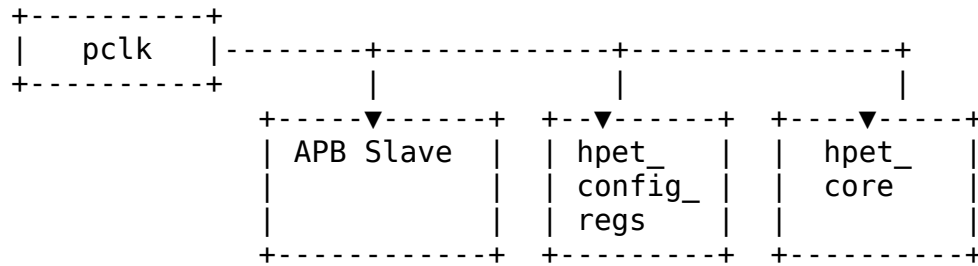 pclk
APB Slave
hpet_
config_
regs
hpet_
core